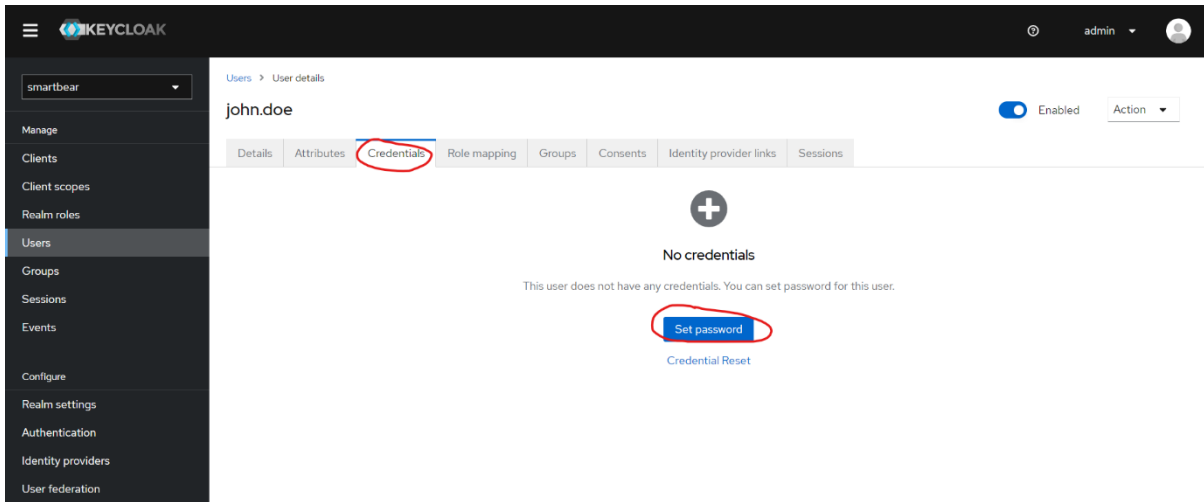 KEYCLOAK
admin
smartbear
Manage
Clients
Client scopes
Realm roles
Users
Groups
Sessions
Events
Configure
Realm settings
Authentication
Identity providers
User federation
Users > User details
john.doe
Enabled
Action
Details Attributes Credentials Role mapping Groups Consents Identity provider links Sessions
No credentials
This user does not have any credentials. You can set password for this user.
Set password
Credential Reset